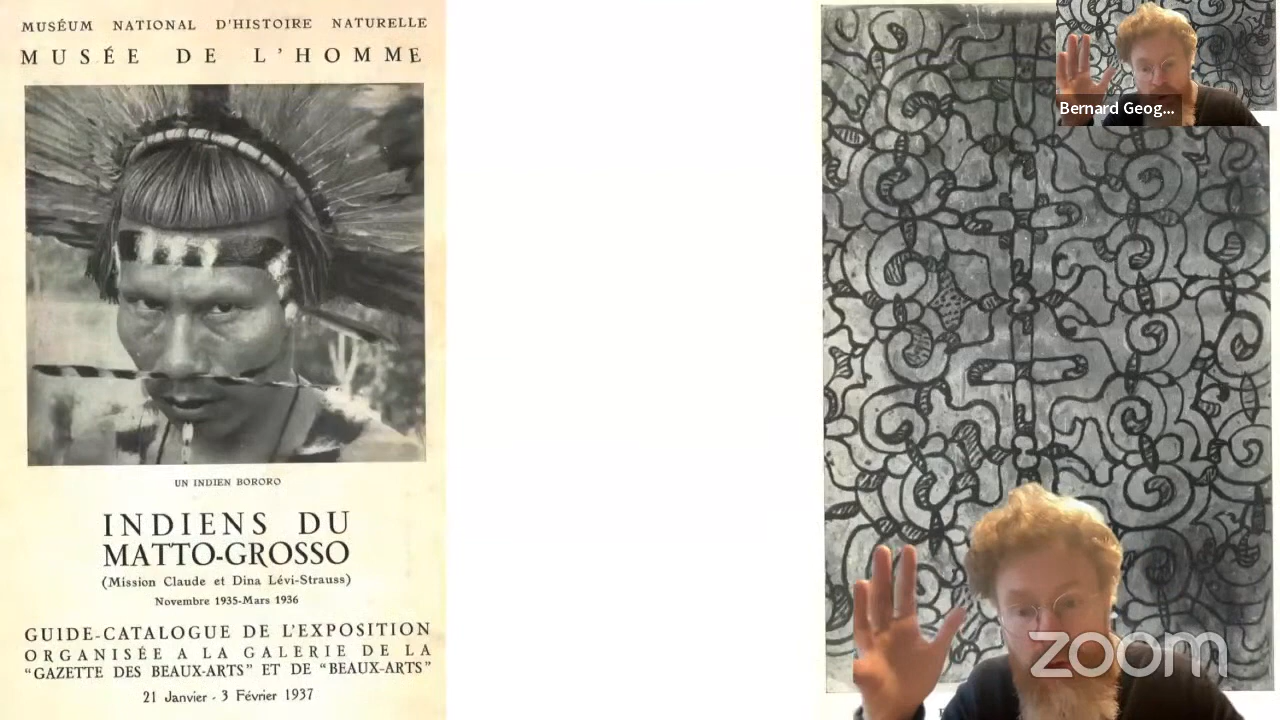 MUSÉUM NATIONAL D'HISTOIRE NATURELLE
MUSÉE DE L'HOMME
UN INDIEN BORORO
INDIENS DU
MATTO-GROSSO
(Mission Claude et Dina Lévi-Strauss)
Novembre 1935-Mars 1936
GUIDE-CATALOGUE DE L'EXPOSITION
ORGANISÉE A LA GALERIE DE LA
"GAZETTE DES BEAUX-ARTS" ET DE "BEAUX-ARTS"
21 Janvier - 3 Février 1937
Bernard Geog...
zoom